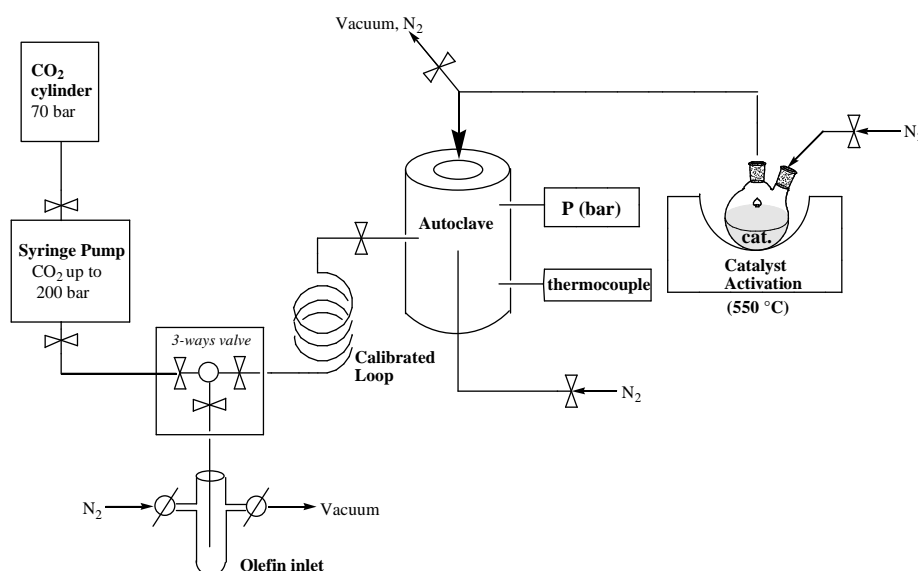 Vacuum, N2
CO2
cylinder
70 bar
N2
Autoclave
P (bar)
cat.
Syringe Pump
CO2 up to
200 bar
Catalyst
Activation
(550 °C)
thermocouple
3-ways valve
Calibrated
Loop
N2
N2
Vacuum
Olefin inlet